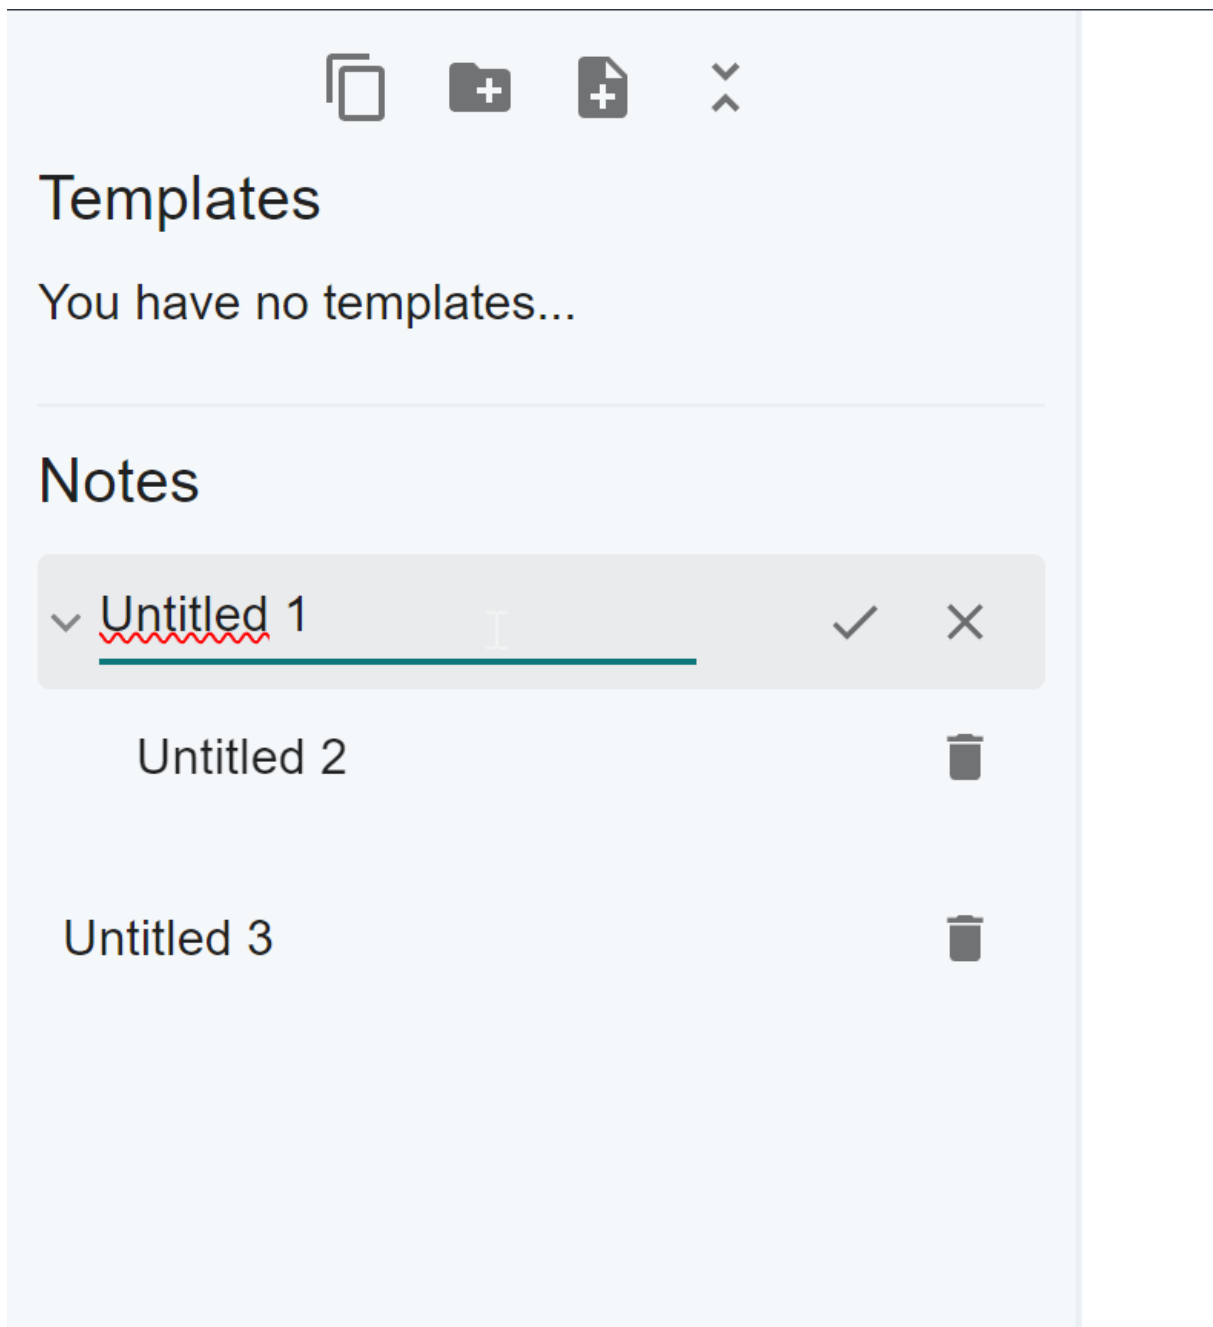 Templates
You have no templates...
Notes
Untitled 1
Untitled 2
Untitled 3